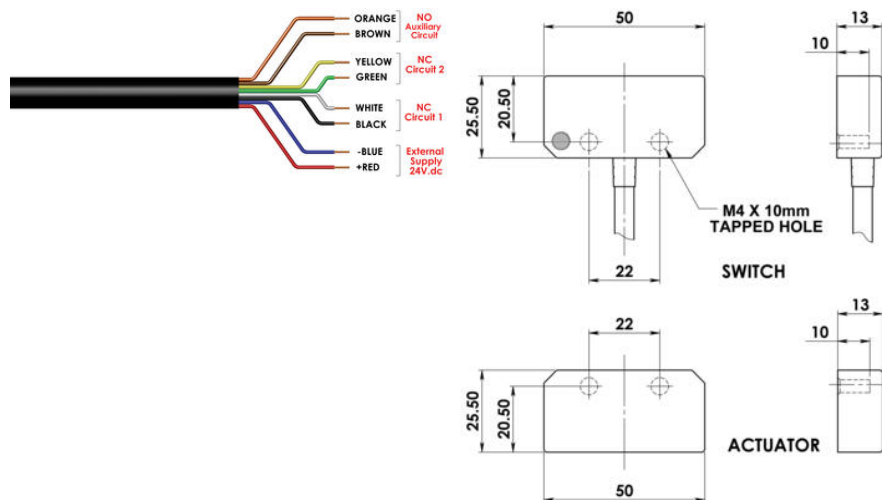 ORANGE
BROWN
NO
Auxiliary
Circuit
YELLOW
GREEN
NC
Circuit 2
WHITE
BLACK
NC
Circuit 1
-BLUE
+RED
External
Supply
24V.dc
50
13
10
25.50
20.50
M4 X 10mm
TAPPED HOLE
22
SWITCH
22
13
10
25.50
20.50
ACTUATOR
50